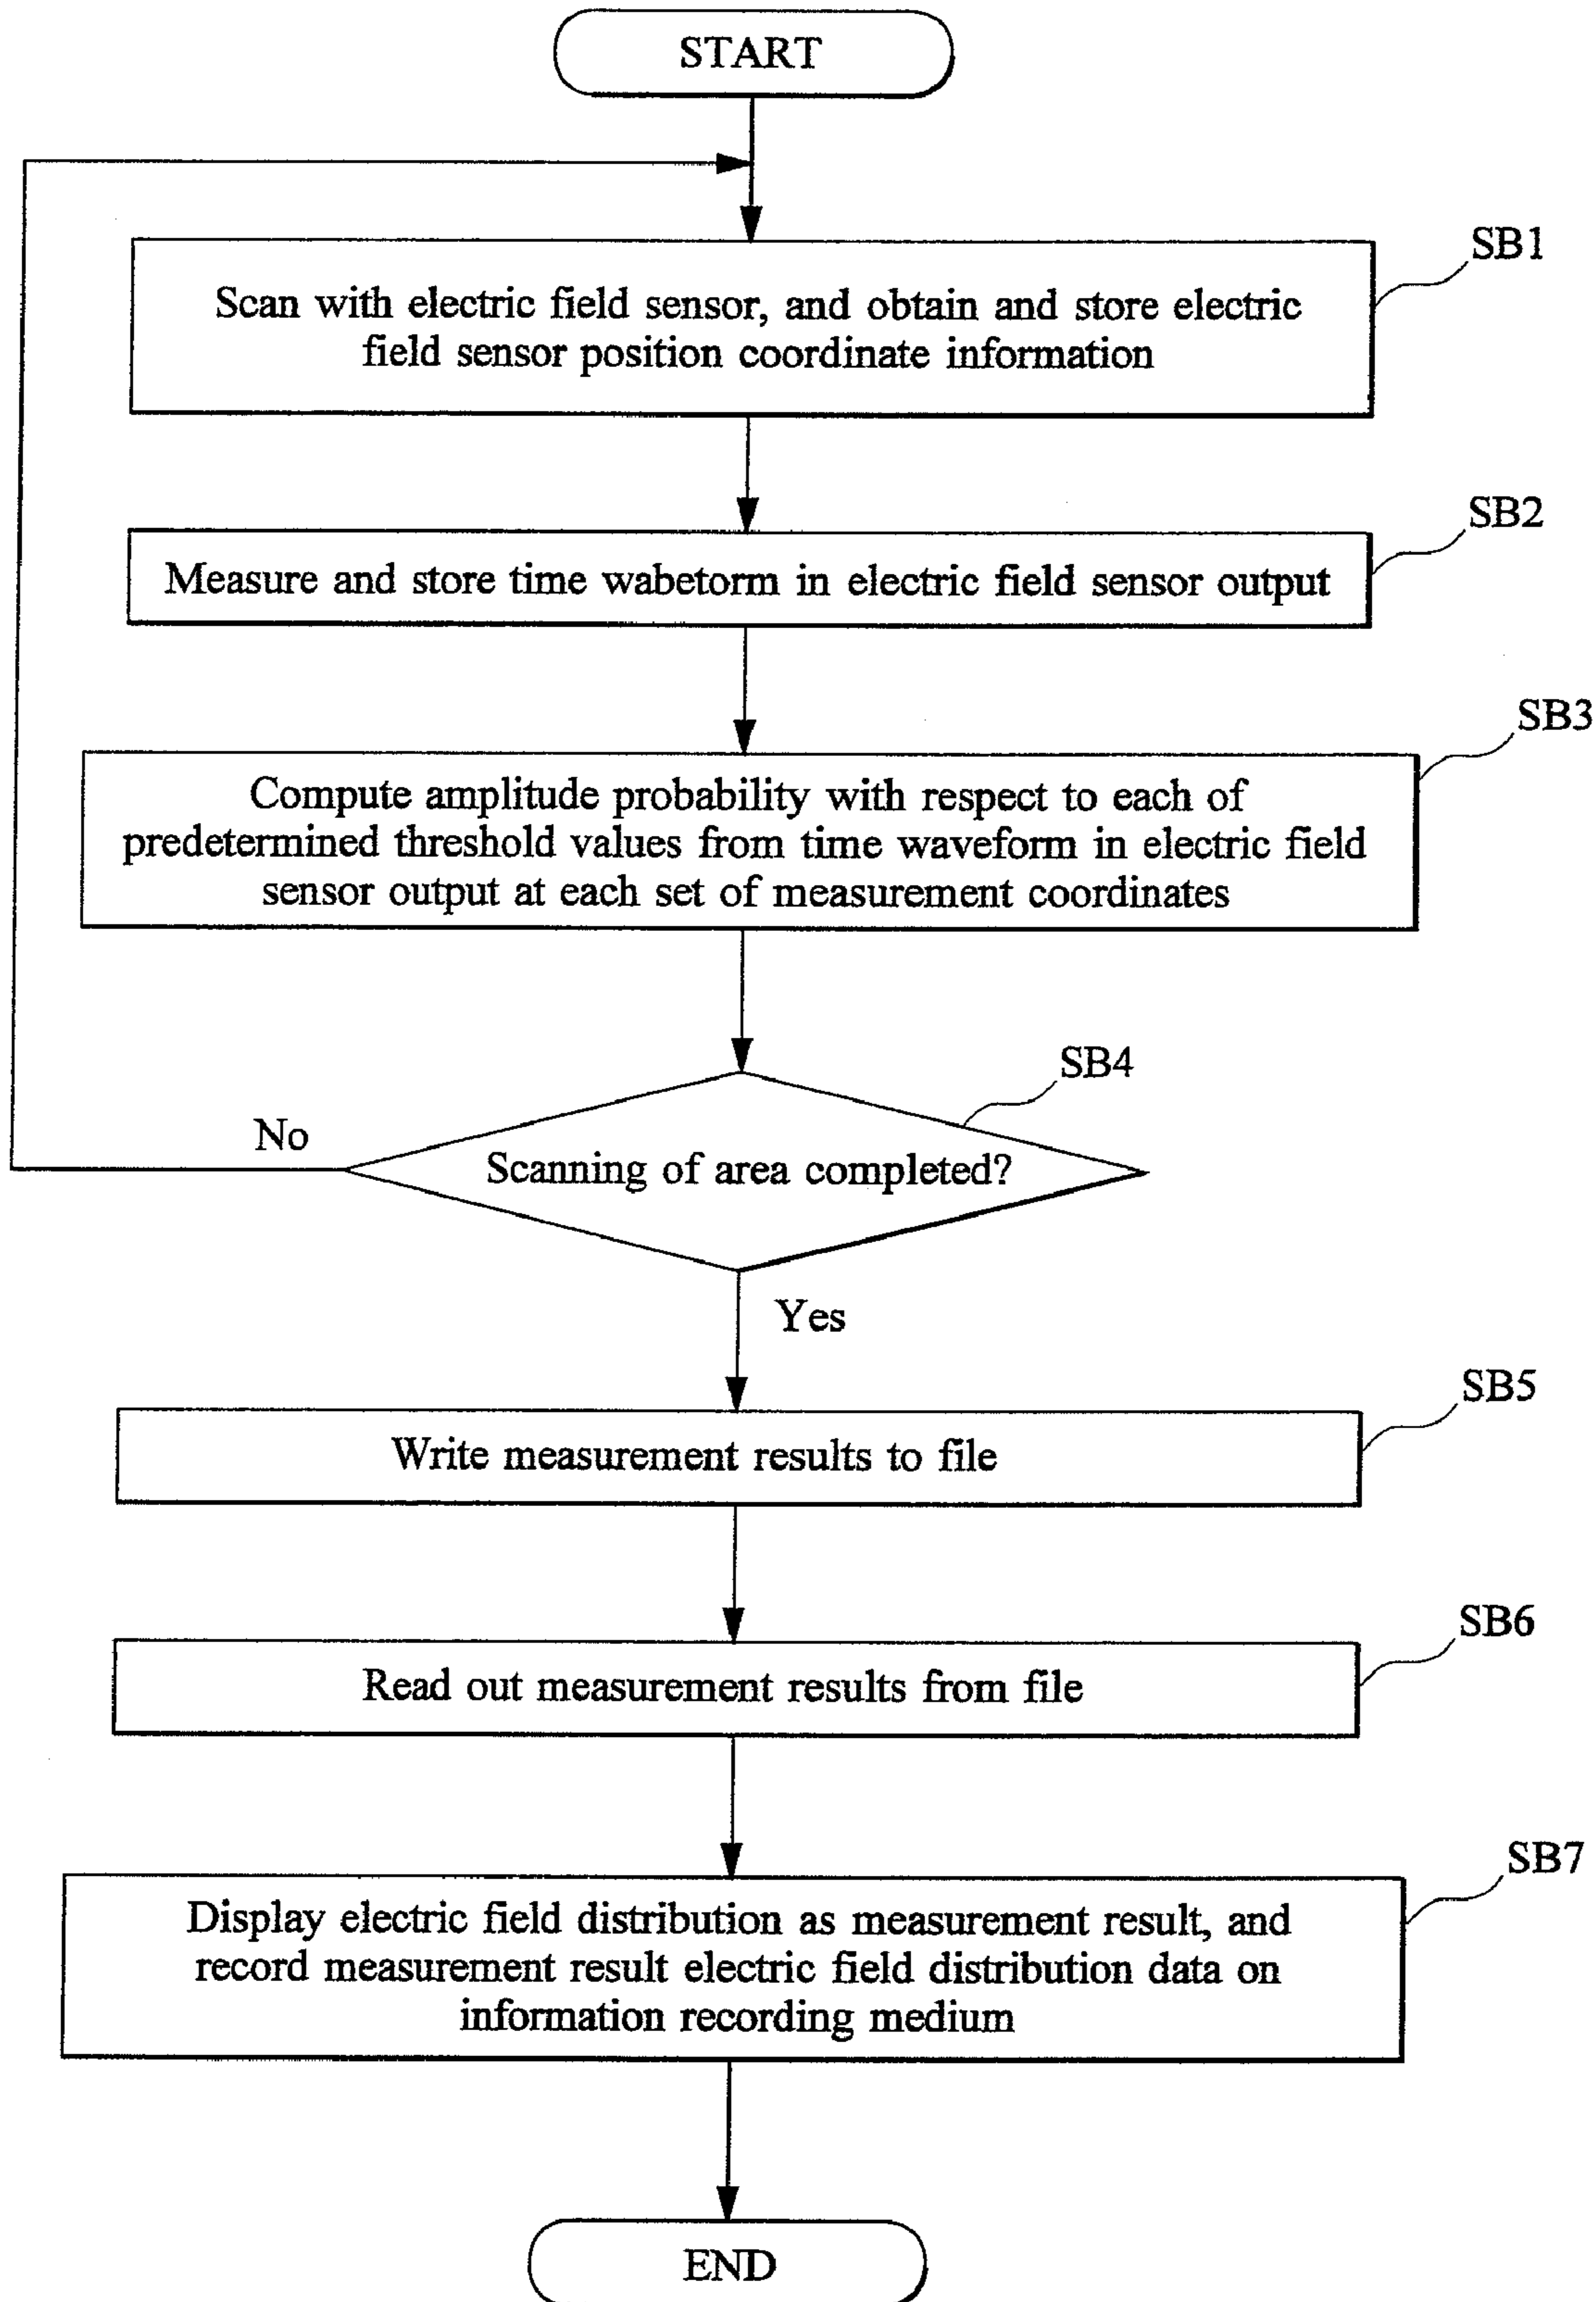 START
SB1
Scan with electric field sensor, and obtain and store electric
field sensor position coordinate information
SB2
Measure and store time wabetorm in electric field sensor output
SB3
Compute amplitude probability with respect to each of
predetermined threshold values from time waveform in electric field
sensor output at each set of measurement coordinates
SB4
No
Scanning of area completed?
Yes
SB5
Write measurement results to file
SB6
Read out measurement results from file
SB7
Display electric field distribution as measurement result, and
record measurement result electric field distribution data on
information recording medium
END